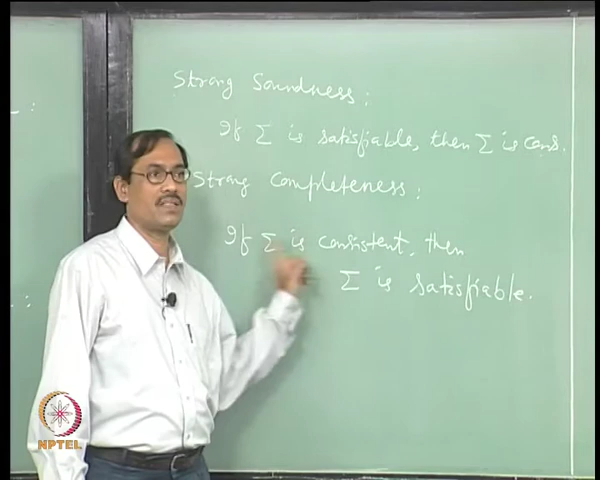 Strong Soundness:
If Σ is satisfiable, then Σ is cons.
Strong Completeness:
If Σ is consistent, then
Σ is satisfiable.
NPTEL